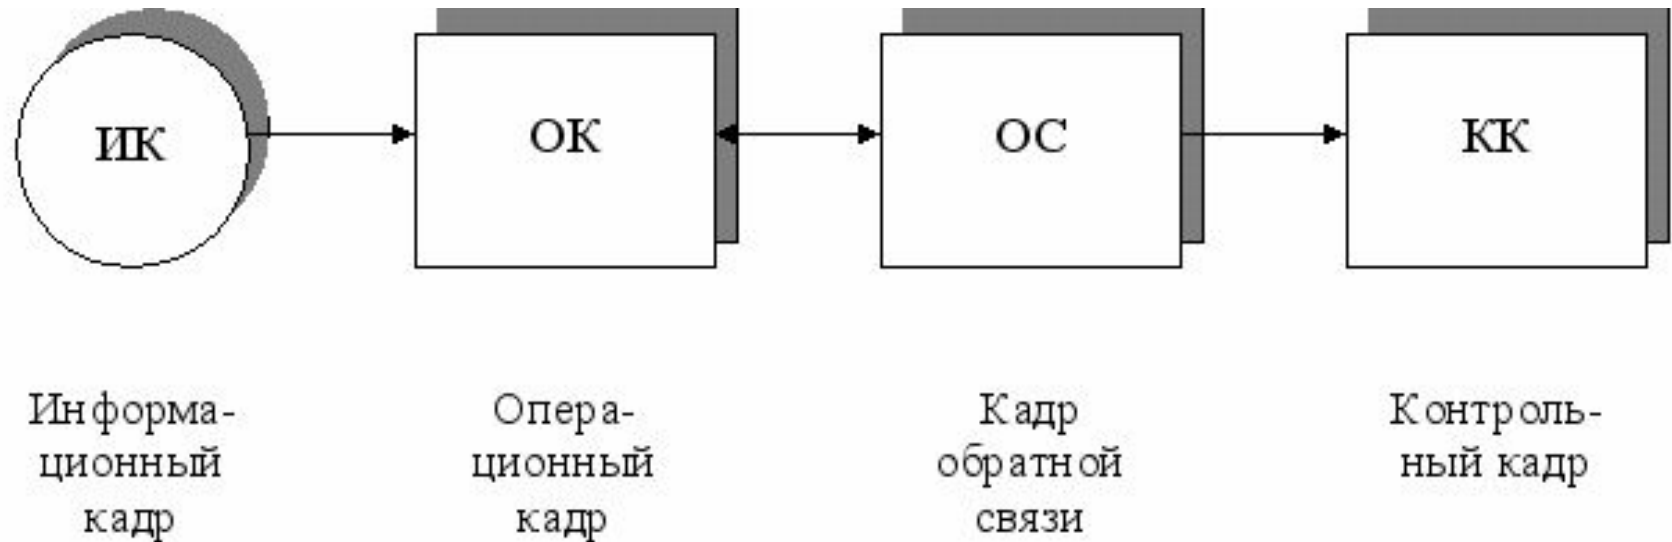 ИК
ОК
ОС
КК
Информа-
ционный
кадр
Опера-
ционный
кадр
Кадр
обратной
связи
Контроль-
ный кадр